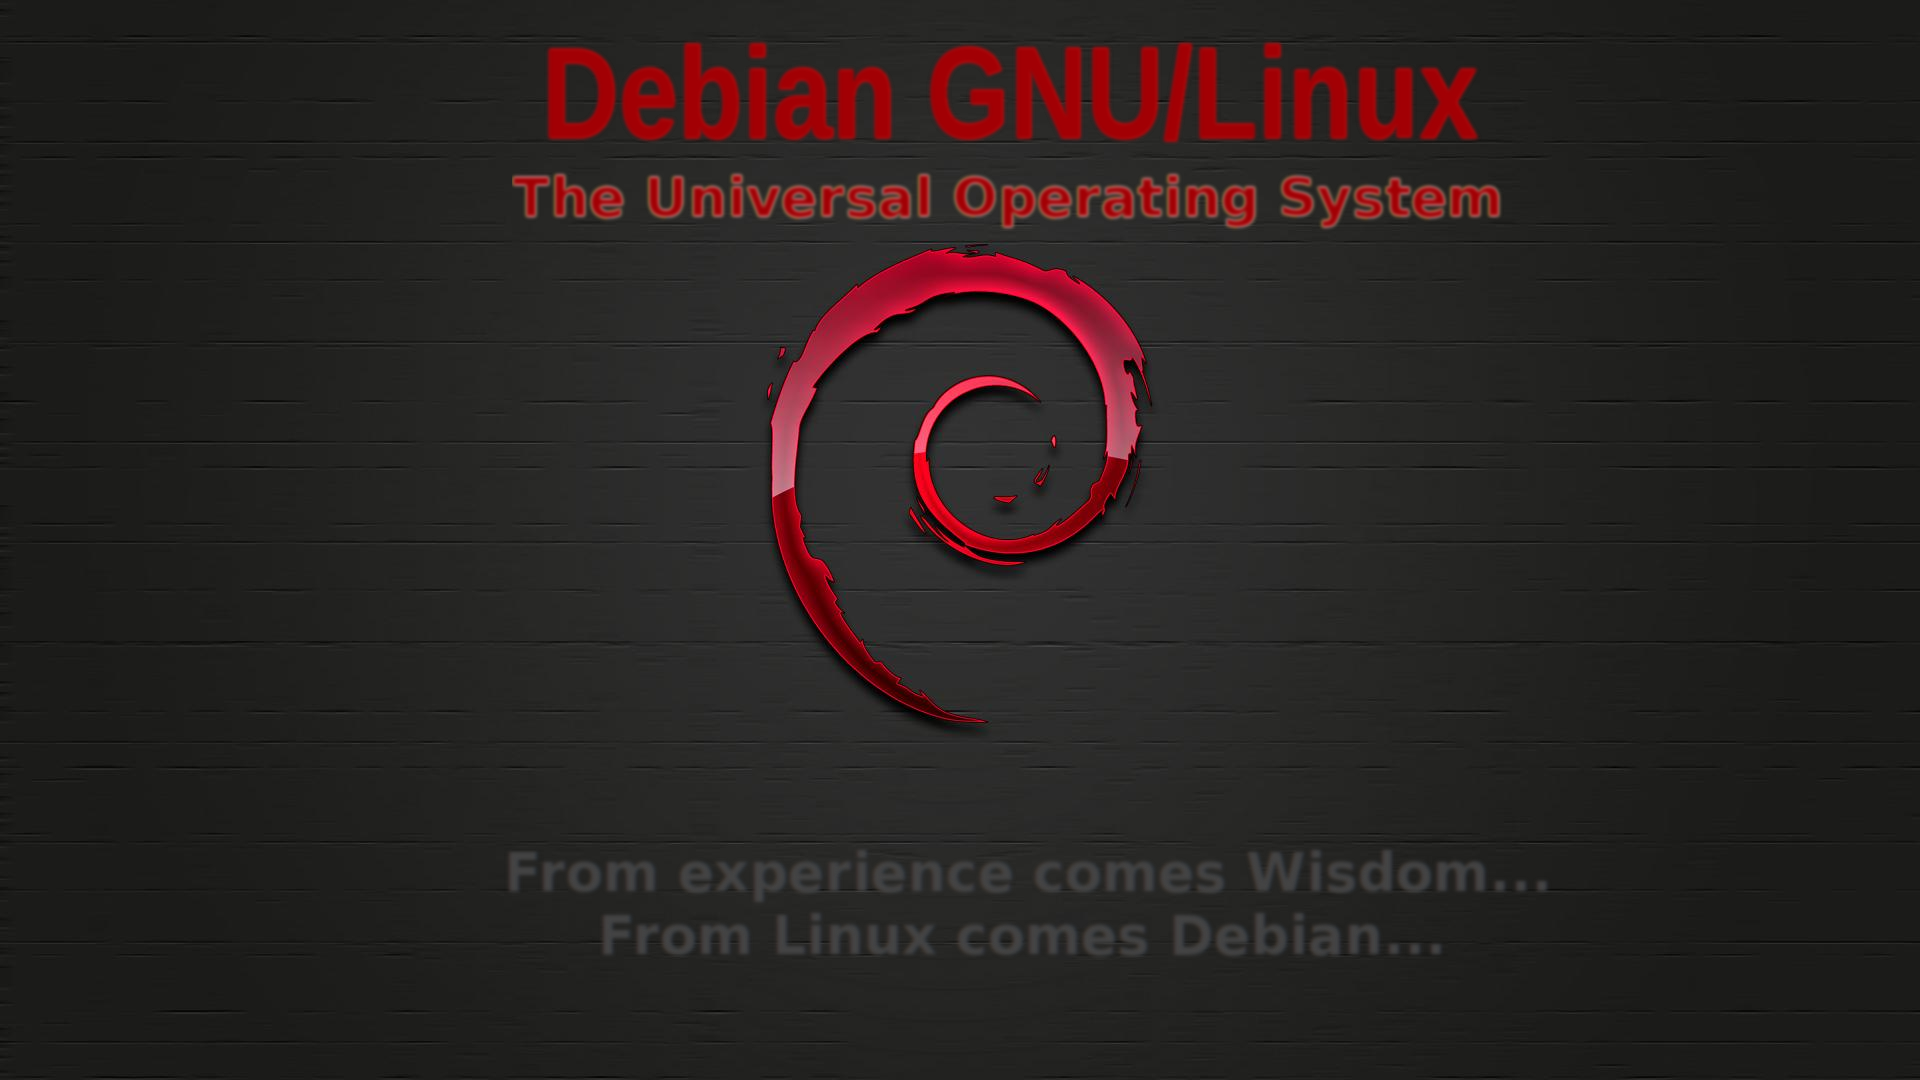 Debian GNU/Linux
The Universal Operating System
From experience comes Wisdom...
From Linux comes Debian...